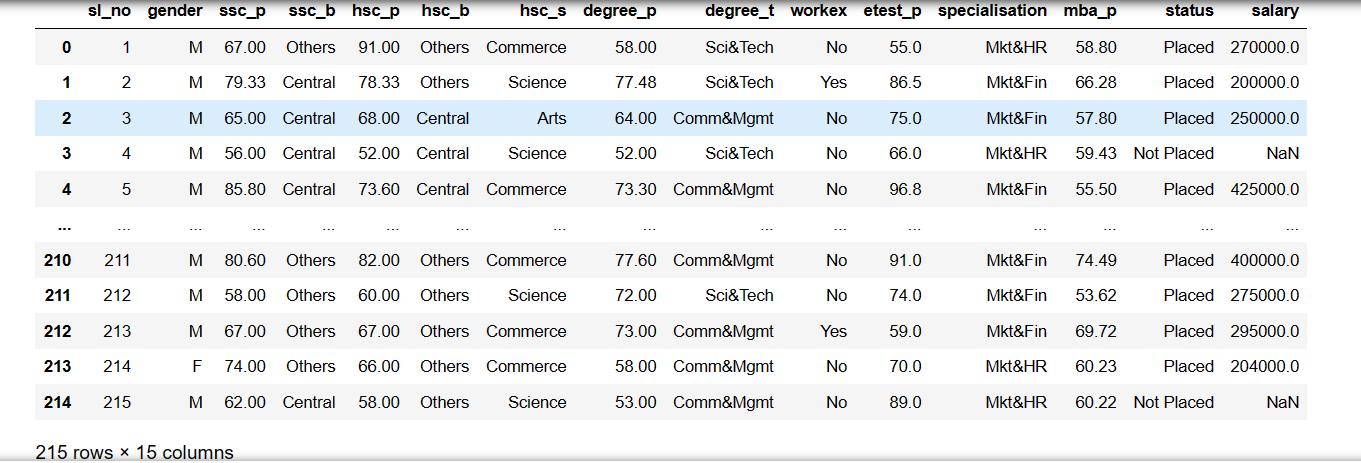 sl_no gender ssc_p ssc_b hsc_p hsc_b hsc_s degree_p degree_t workex etest_p specialisation mba_p status salary
0 1 M 67.00 Others 91.00 Others Commerce 58.00 Sci&Tech No 55.0 Mkt&HR 58.80 Placed 270000.0
1 2 M 79.33 Central 78.33 Others Science 77.48 Sci&Tech Yes 86.5 Mkt&Fin 66.28 Placed 200000.0
2 3 M 65.00 Central 68.00 Central Arts 64.00 Comm&Mgmt No 75.0 Mkt&Fin 57.80 Placed 250000.0
3 4 M 56.00 Central 52.00 Central Science 52.00 Sci&Tech No 66.0 Mkt&HR 59.43 Not Placed NaN
4 5 M 85.80 Central 73.60 Central Commerce 73.30 Comm&Mgmt No 96.8 Mkt&Fin 55.50 Placed 425000.0
... ... ... ... ... ... ... ... ... ... ... ... ... ... ... ...
210 211 M 80.60 Others 82.00 Others Commerce 77.60 Comm&Mgmt No 91.0 Mkt&Fin 74.49 Placed 400000.0
211 212 M 58.00 Others 60.00 Others Science 72.00 Sci&Tech No 74.0 Mkt&Fin 53.62 Placed 275000.0
212 213 M 67.00 Others 67.00 Others Commerce 73.00 Comm&Mgmt Yes 59.0 Mkt&Fin 69.72 Placed 295000.0
213 214 F 74.00 Others 66.00 Others Commerce 58.00 Comm&Mgmt No 70.0 Mkt&HR 60.23 Placed 204000.0
214 215 M 62.00 Central 58.00 Others Science 53.00 Comm&Mgmt No 89.0 Mkt&HR 60.22 Not Placed NaN
215 rows × 15 columns